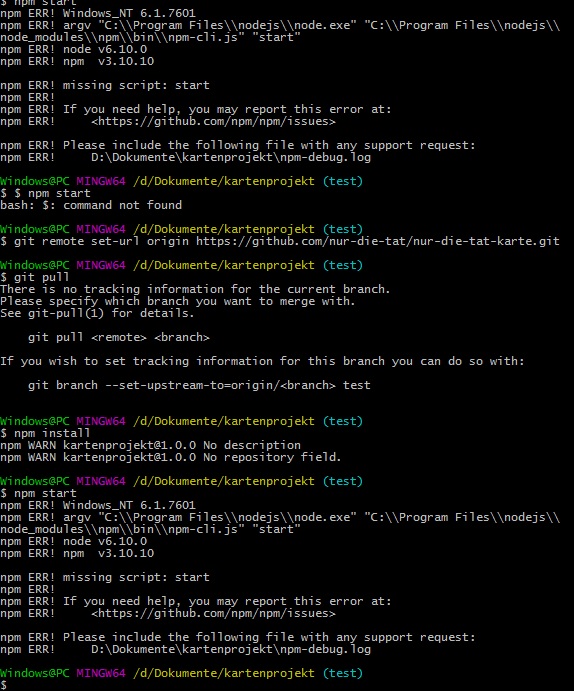 $ npm start
npm ERR! Windows_NT 6.1.7601
npm ERR! argv "C:\\Program Files\\nodejs\\node.exe" "C:\\Program Files\\nodejs\\
node_modules\\npm\\bin\\npm-cli.js" "start"
npm ERR! node v6.10.0
npm ERR! npm  v3.10.10

npm ERR! missing script: start
npm ERR!
npm ERR! If you need help, you may report this error at:
npm ERR!     <https://github.com/npm/npm/issues>

npm ERR! Please include the following file with any support request:
npm ERR!     D:\Dokumente\kartenprojekt\npm-debug.log

Windows@PC MINGW64 /d/Dokumente/kartenprojekt (test)
$ $ npm start
bash: $: command not found

Windows@PC MINGW64 /d/Dokumente/kartenprojekt (test)
$ git remote set-url origin https://github.com/nur-die-tat/nur-die-tat-karte.git

Windows@PC MINGW64 /d/Dokumente/kartenprojekt (test)
$ git pull
There is no tracking information for the current branch.
Please specify which branch you want to merge with.
See git-pull(1) for details.

    git pull <remote> <branch>

If you wish to set tracking information for this branch you can do so with:

    git branch --set-upstream-to=origin/<branch> test


Windows@PC MINGW64 /d/Dokumente/kartenprojekt (test)
$ npm install
npm WARN kartenprojekt@1.0.0 No description
npm WARN kartenprojekt@1.0.0 No repository field.

Windows@PC MINGW64 /d/Dokumente/kartenprojekt (test)
$ npm start
npm ERR! Windows_NT 6.1.7601
npm ERR! argv "C:\\Program Files\\nodejs\\node.exe" "C:\\Program Files\\nodejs\\
node_modules\\npm\\bin\\npm-cli.js" "start"
npm ERR! node v6.10.0
npm ERR! npm  v3.10.10

npm ERR! missing script: start
npm ERR!
npm ERR! If you need help, you may report this error at:
npm ERR!     <https://github.com/npm/npm/issues>

npm ERR! Please include the following file with any support request:
npm ERR!     D:\Dokumente\kartenprojekt\npm-debug.log

Windows@PC MINGW64 /d/Dokumente/kartenprojekt (test)
$